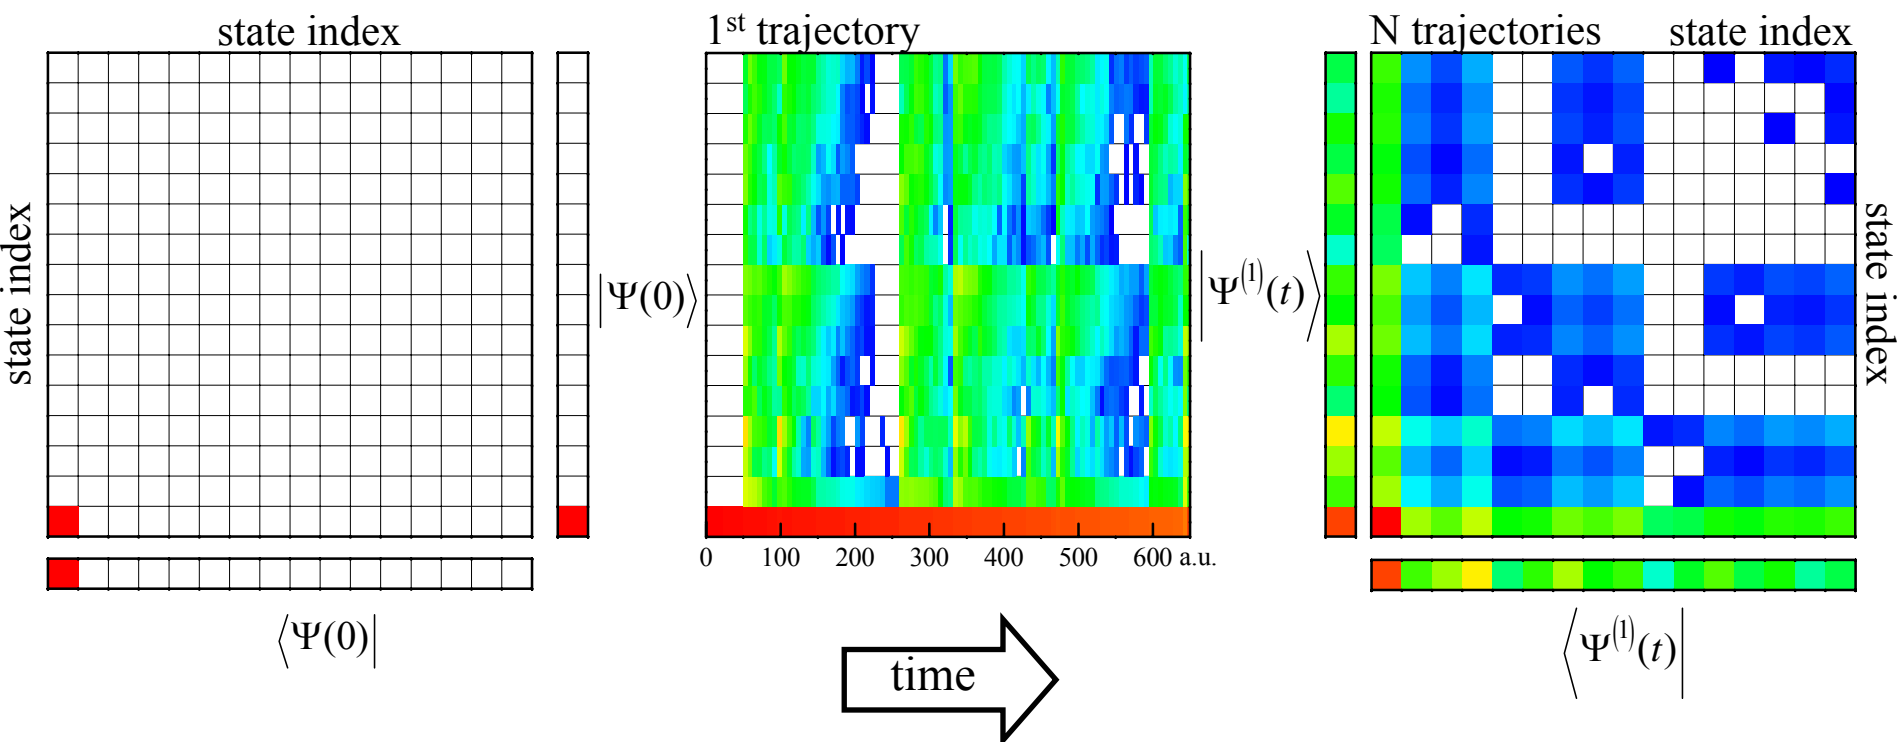 state index
1st trajectory
N trajectories
state index
state index
|Ψ(0)⟩
|Ψ(1)(t)⟩
state index
0 100 200 300 400 500 600 a.u.
⟨Ψ(0)|
time
⟨Ψ(1)(t)|